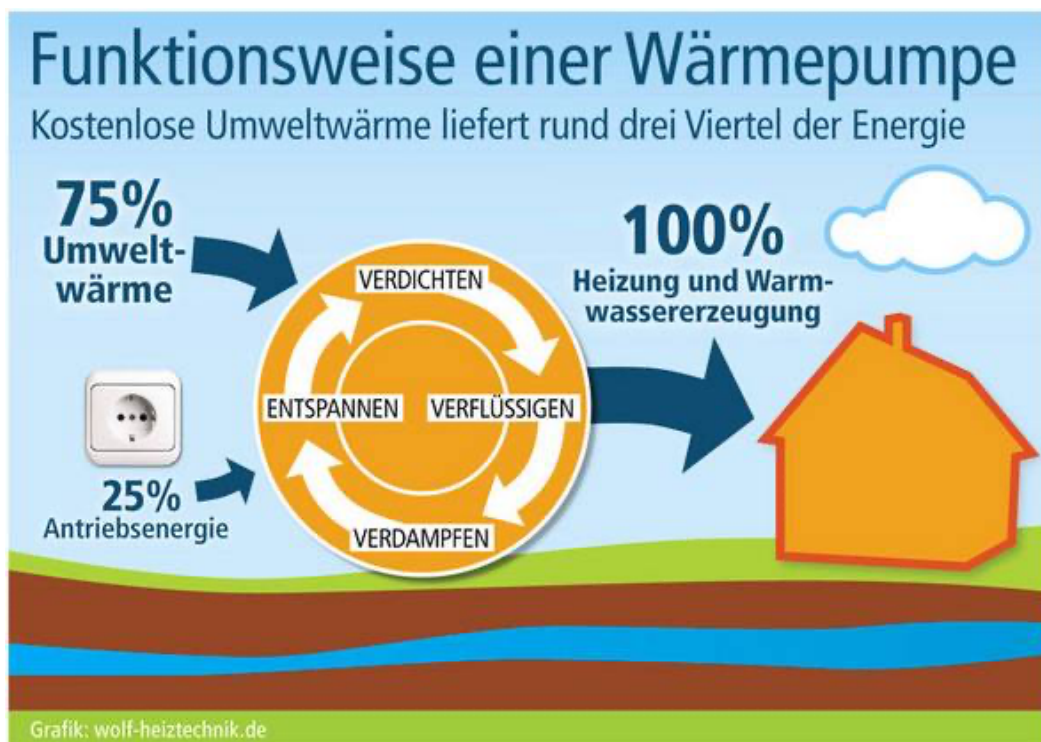 Funktionsweise einer Wärmepumpe
Kostenlose Umweltwärme liefert rund drei Viertel der Energie
75%
Umwelt-
wärme
100%
Heizung und Warm-
wassererzeugung
VERDICHTEN
ENTSPANNEN
VERFLÜSSIGEN
VERDAMPFEN
25%
Antriebsenergie
Grafik: wolf-heiztechnik.de